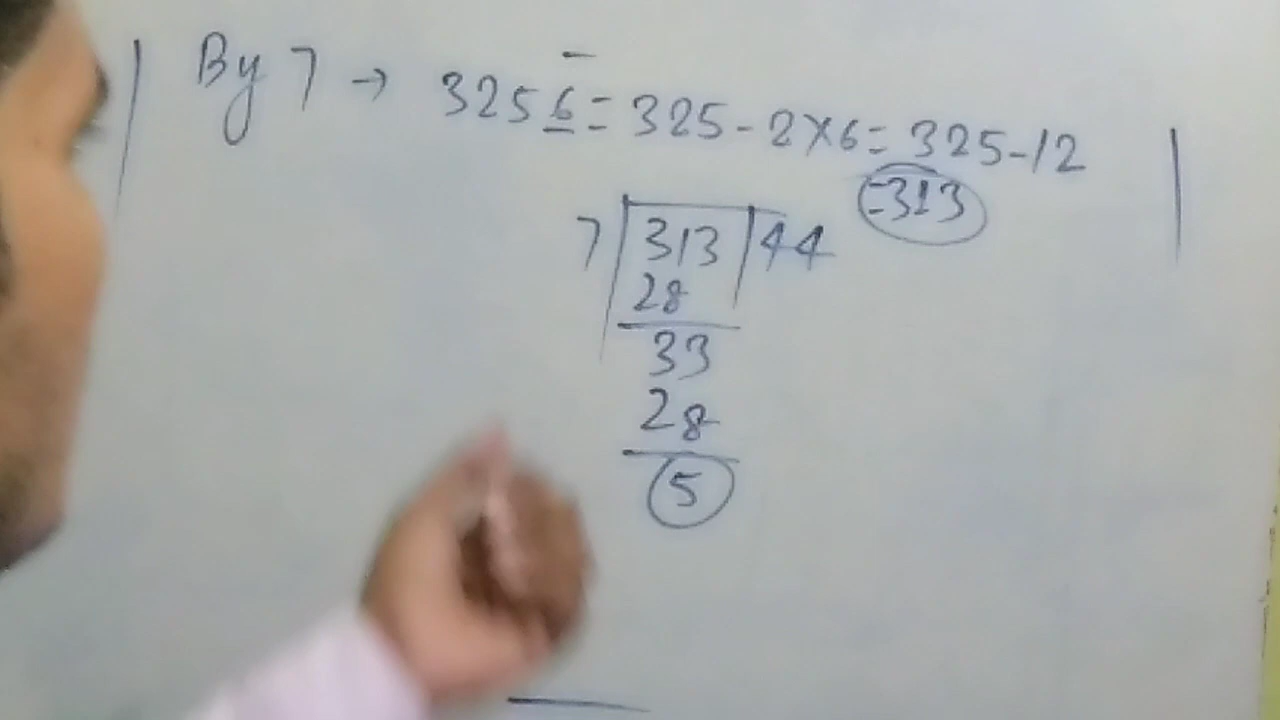 By 7 → 3256 = 325 - 2×6 = 325 - 12
= 313
7 | 313 | 44
28
33
28
5